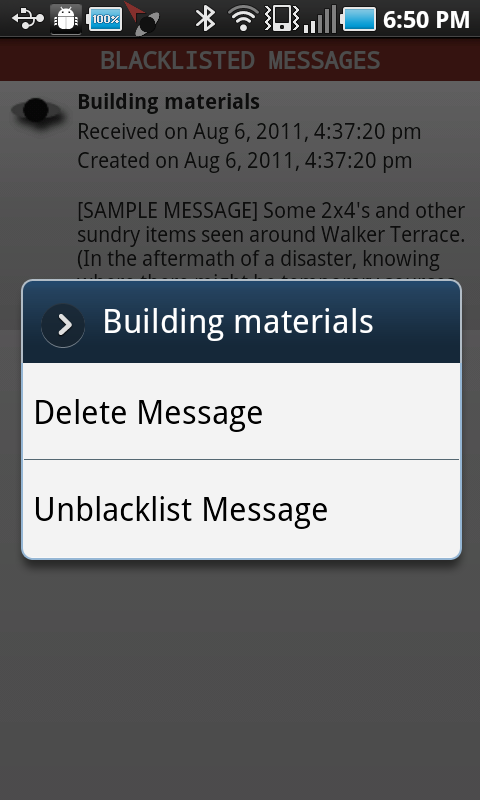 100%
6:50 PM
BLACKLISTED MESSAGES
Building materials
Received on Aug 6, 2011, 4:37:20 pm
Created on Aug 6, 2011, 4:37:20 pm
[SAMPLE MESSAGE] Some 2x4's and other
sundry items seen around Walker Terrace.
(In the aftermath of a disaster, knowing
Building materials
Delete Message
Unblacklist Message